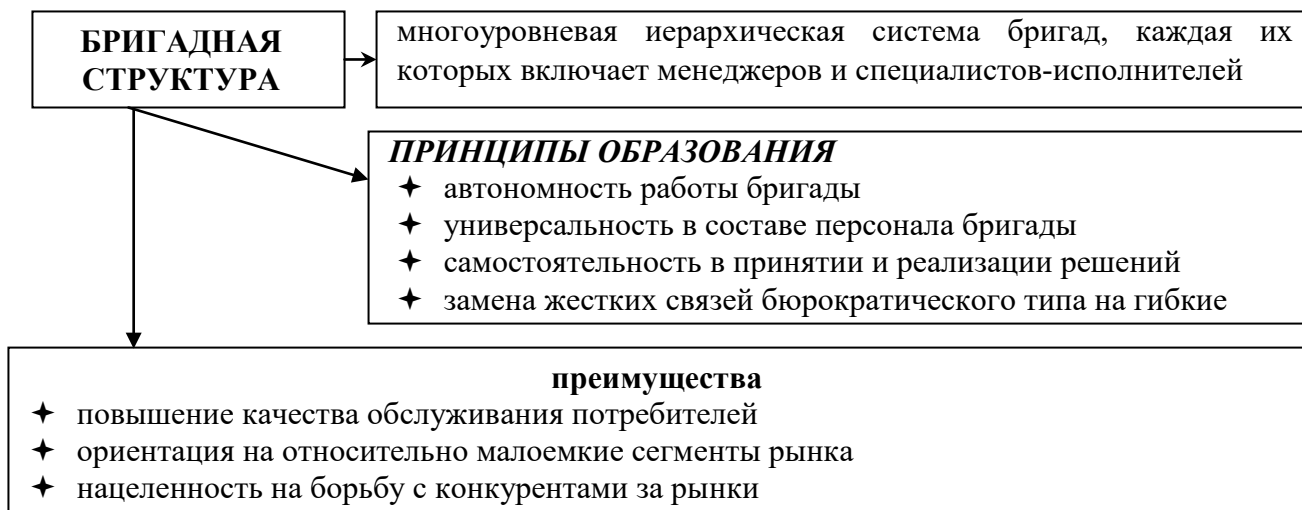 БРИГАДНАЯ
СТРУКТУРА
многоуровневая иерархическая система бригад, каждая их
которых включает менеджеров и специалистов-исполнителей
ПРИНЦИПЫ ОБРАЗОВАНИЯ
автономность работы бригады
универсальность в составе персонала бригады
самостоятельность в принятии и реализации решений
замена жестких связей бюрократического типа на гибкие
преимущества
повышение качества обслуживания потребителей
ориентация на относительно малоемкие сегменты рынка
нацеленность на борьбу с конкурентами за рынки